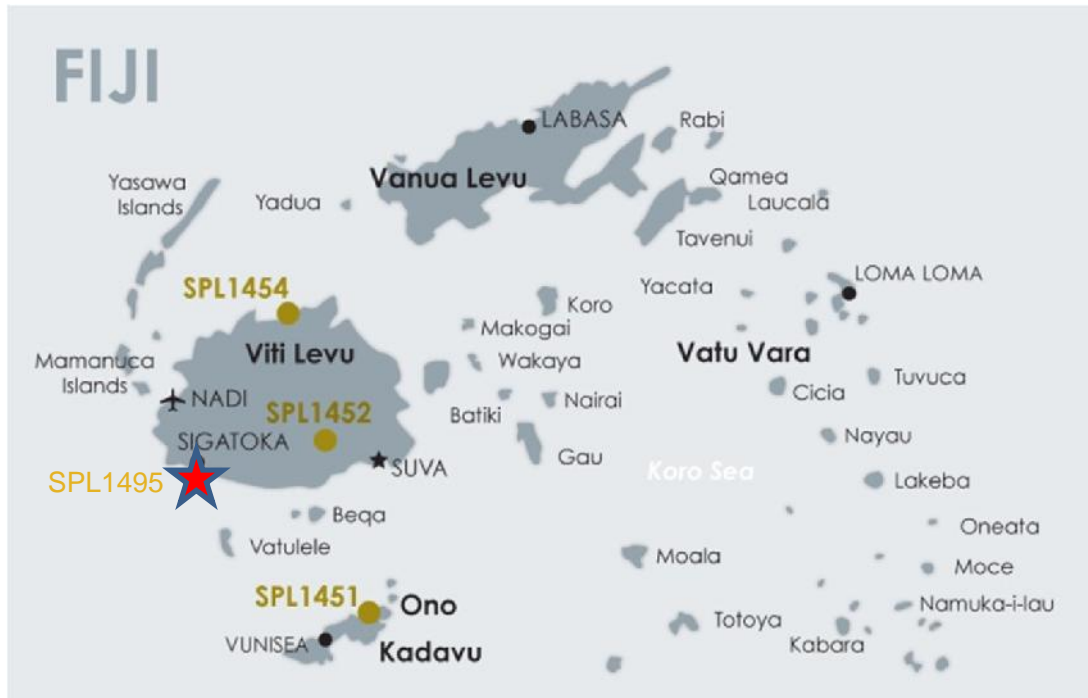 FIJI
LABASA
Rabi
Vanua Levu
Qamea
Yasawa
Islands
Yadua
Laucala
Tavenui
LOMA LOMA
SPL1454
Yacata
Koro
Makogai
Viti Levu
Wakaya
Vatu Vara
Mamanuca
Islands
Tuvuca
NADI
Cicia
Nairai
SPL1452
Batiki
SIGATOKA
Nayau
Gau
SUVA
Koro Sea
SPL1495
Lakeba
Beqa
Oneata
Vatulele
Moala
Moce
SPL1451
Ono
Namuka-i-lau
Totoya
VUNISEA
Kabara
Kadavu